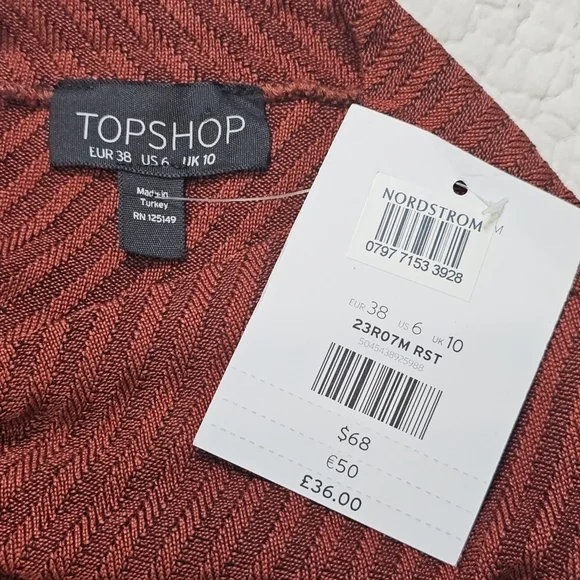 TOPSHOP
EUR 38 US 6 UK 10
Made in
Turkey
RN 125149
NORDSTROM
M
0797 7153 3928
EUR 38 US 6 UK 10
23R07M RST
5045438925988
$68
€50
£36.00